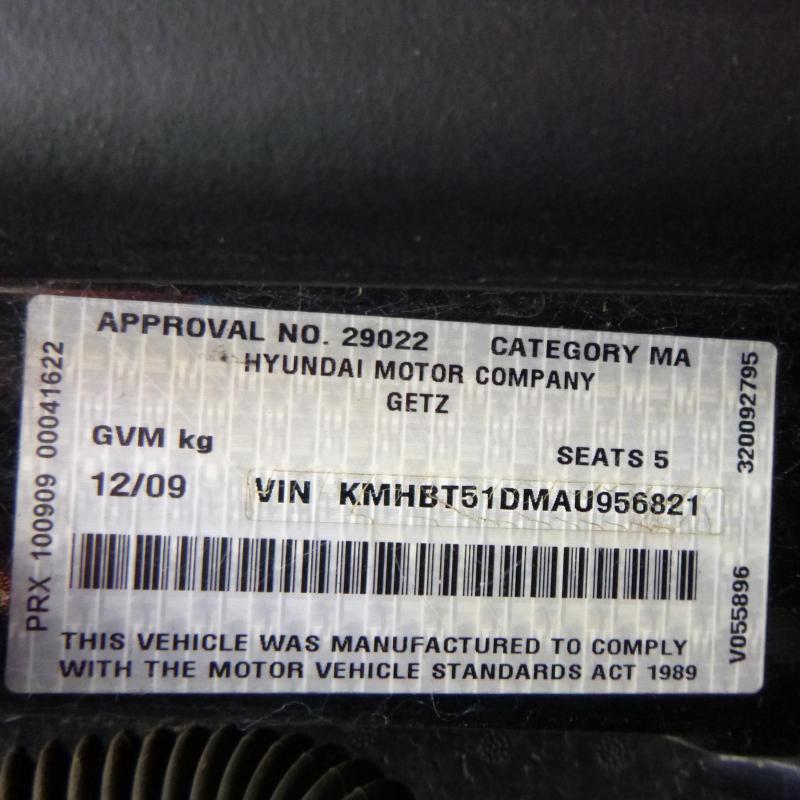 APPROVAL NO. 29022 CATEGORY MA
HYUNDAI MOTOR COMPANY
GETZ
GVM kg
SEATS 5
12/09 VIN KMHBT51DMAU956821
THIS VEHICLE WAS MANUFACTURED TO COMPLY
WITH THE MOTOR VEHICLE STANDARDS ACT 1989
PRX 100909 00041622
320092795
V055896